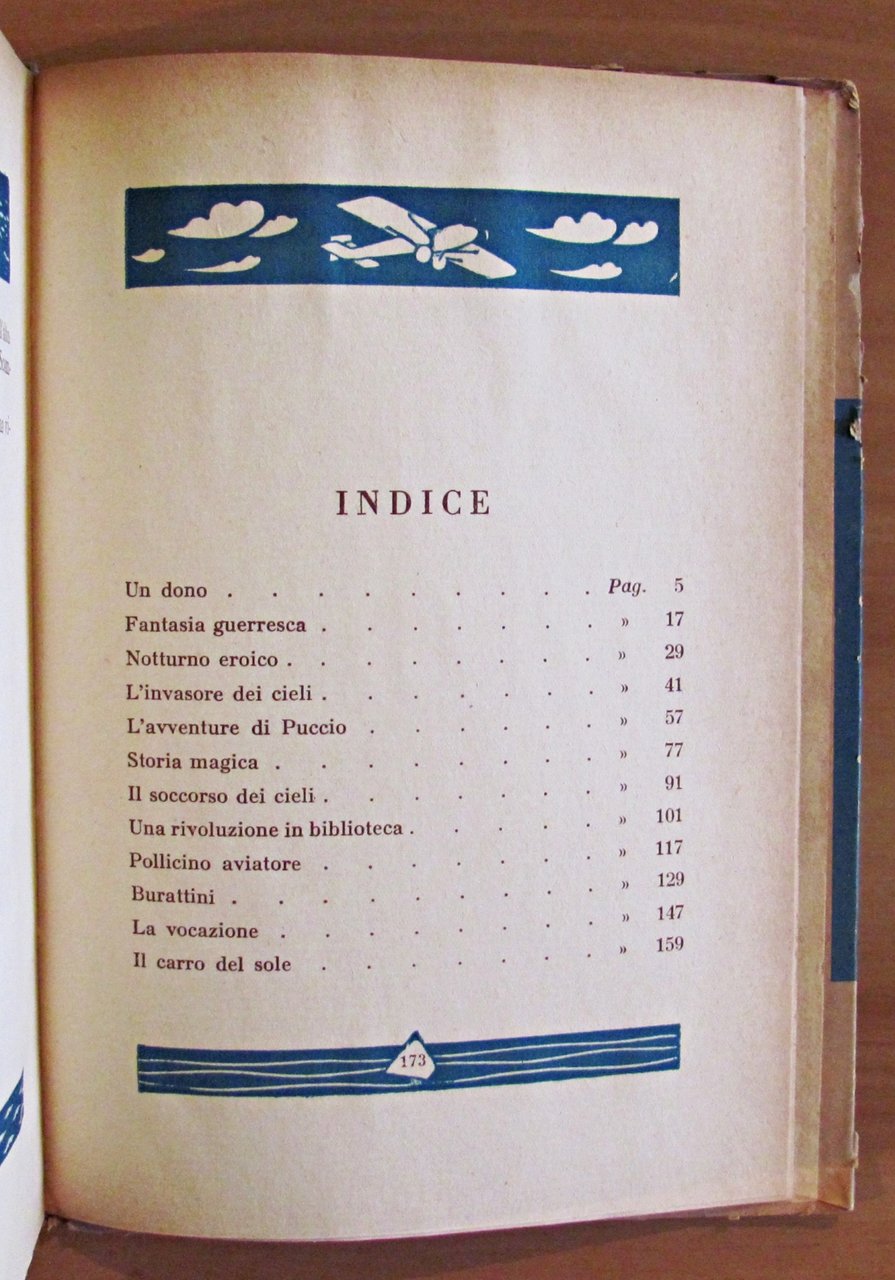 INDICE
Un dono . . . . . . . . . Pag. 5
Fantasia guerresca . . . . . . . » 17
Notturno eroico . . . . . . . » 29
L'invasore dei cieli . . . . . . . » 41
L'avventure di Puccio . . . . . . » 57
Storia magica . . . . . . . . » 77
Il soccorso dei cieli . . . . . . . » 91
Una rivoluzione in biblioteca . . . . . » 101
Pollicino aviatore . . . . . . . » 117
Burattini . . . . . . . . . » 129
La vocazione . . . . . . . . » 147
Il carro del sole . . . . . . . » 159
173